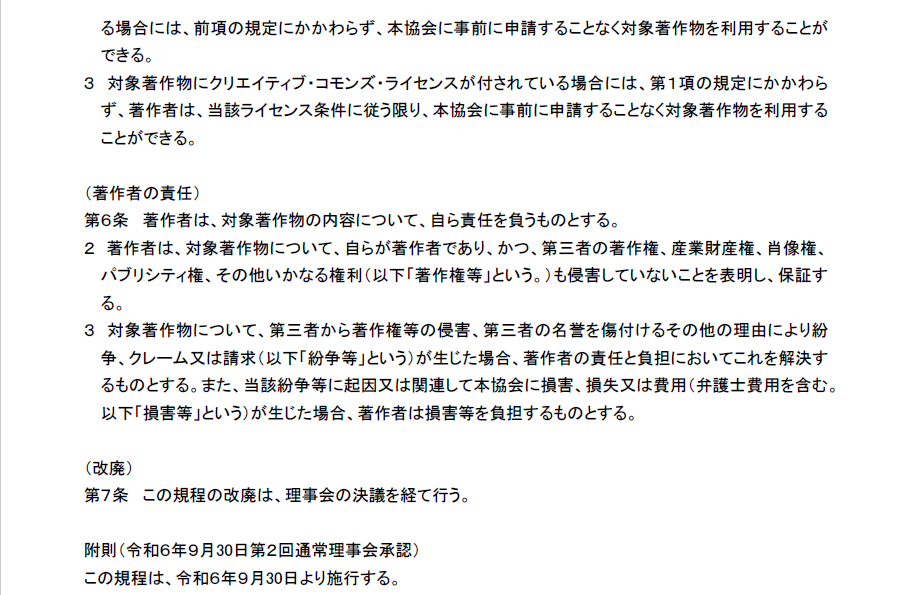 る場合には、前項の規定にかかわらず、本協会に事前に申請することなく対象著作物を利用することが
できる。
３　対象著作物にクリエイティブ・コモンズ・ライセンスが付されている場合には、第１項の規定にかかわら
ず、著作者は、当該ライセンス条件に従う限り、本協会に事前に申請することなく対象著作物を利用する
ことができる。
（著作者の責任）
第６条　著作者は、対象著作物の内容について、自ら責任を負うものとする。
２　著作者は、対象著作物について、自らが著作者であり、かつ、第三者の著作権、産業財産権、肖像権、
パブリシティ権、その他いかなる権利（以下「著作権等」という。）も侵害していないことを表明し、保証す
る。
３　対象著作物について、第三者から著作権等の侵害、第三者の名誉を傷付けるその他の理由により紛
争、クレーム又は請求（以下「紛争等」という）が生じた場合、著作者の責任と負担においてこれを解決す
るものとする。また、当該紛争等に起因又は関連して本協会に損害、損失又は費用（弁護士費用を含む。
以下「損害等」という）が生じた場合、著作者は損害等を負担するものとする。
（改廃）
第７条　この規程の改廃は、理事会の決議を経て行う。
附則（令和６年９月30日第２回通常理事会承認）
この規程は、令和６年９月30日より施行する。